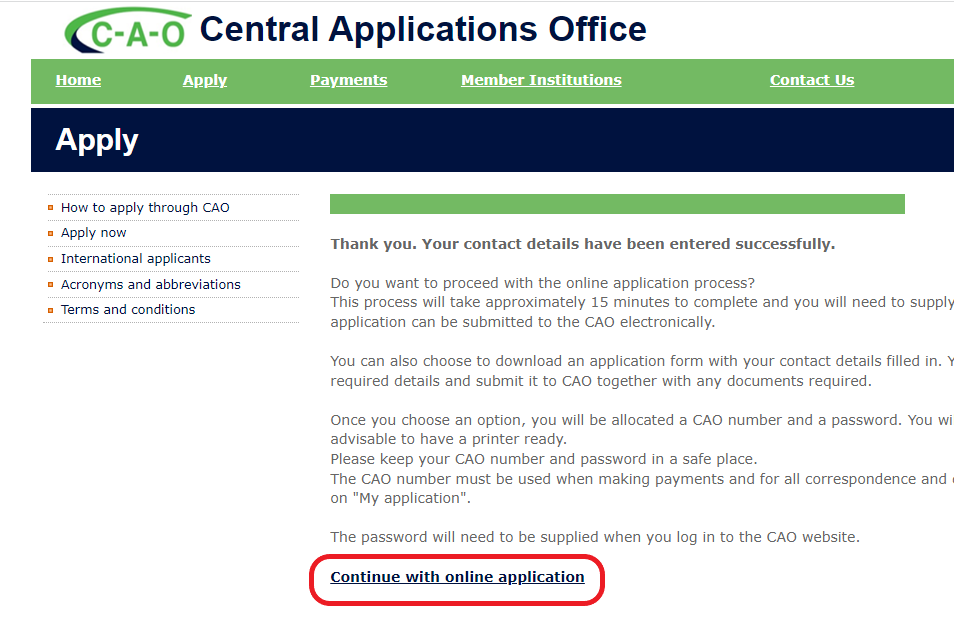 C-A-O Central Applications Office
Home Apply Payments Member Institutions Contact Us
Apply
How to apply through CAO
Apply now
International applicants
Acronyms and abbreviations
Terms and conditions
Thank you. Your contact details have been entered successfully.
Do you want to proceed with the online application process?
This process will take approximately 15 minutes to complete and you will need to supply
application can be submitted to the CAO electronically.
You can also choose to download an application form with your contact details filled in.
required details and submit it to CAO together with any documents required.
Once you choose an option, you will be allocated a CAO number and a password. You
advisable to have a printer ready.
Please keep your CAO number and password in a safe place.
The CAO number must be used when making payments and for all correspondence and
on "My application".
The password will need to be supplied when you log in to the CAO website.
Continue with online application